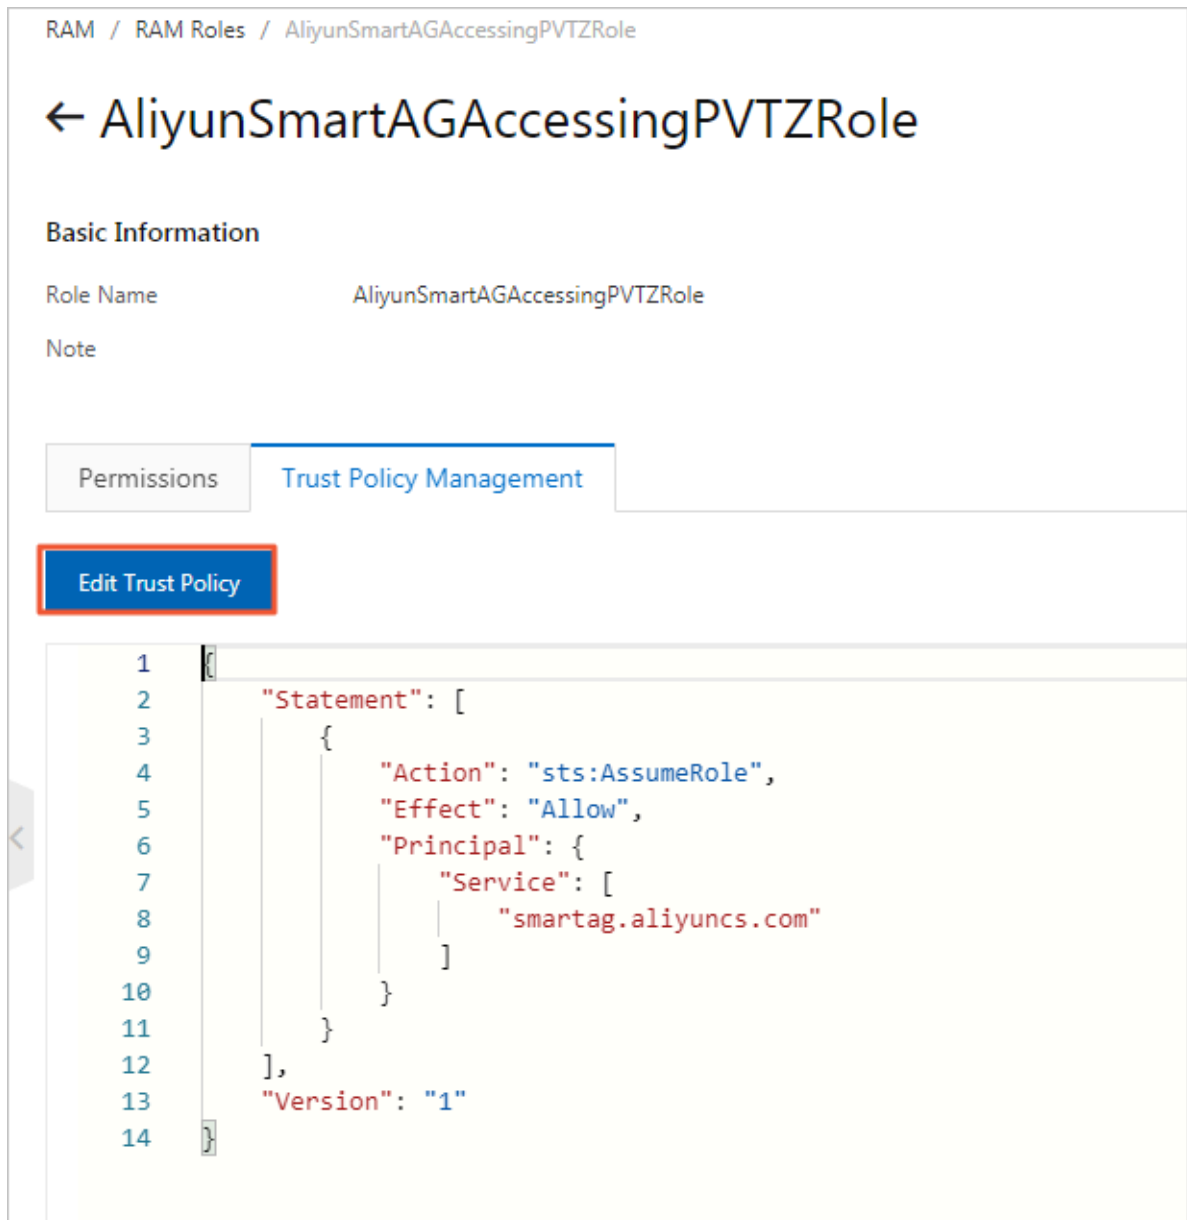 RAM / RAM Roles / AliyunSmartAGAccessingPVTZRole
← AliyunSmartAGAccessingPVTZRole
Basic Information
Role Name AliyunSmartAGAccessingPVTZRole
Note
Permissions Trust Policy Management
Edit Trust Policy
1 {
2 "Statement": [
3 {
4 "Action": "sts:AssumeRole",
5 "Effect": "Allow",
6 "Principal": {
7 "Service": [
8 "smartag.aliyuncs.com"
9 ]
10 }
11 }
12 ],
13 "Version": "1"
14 }